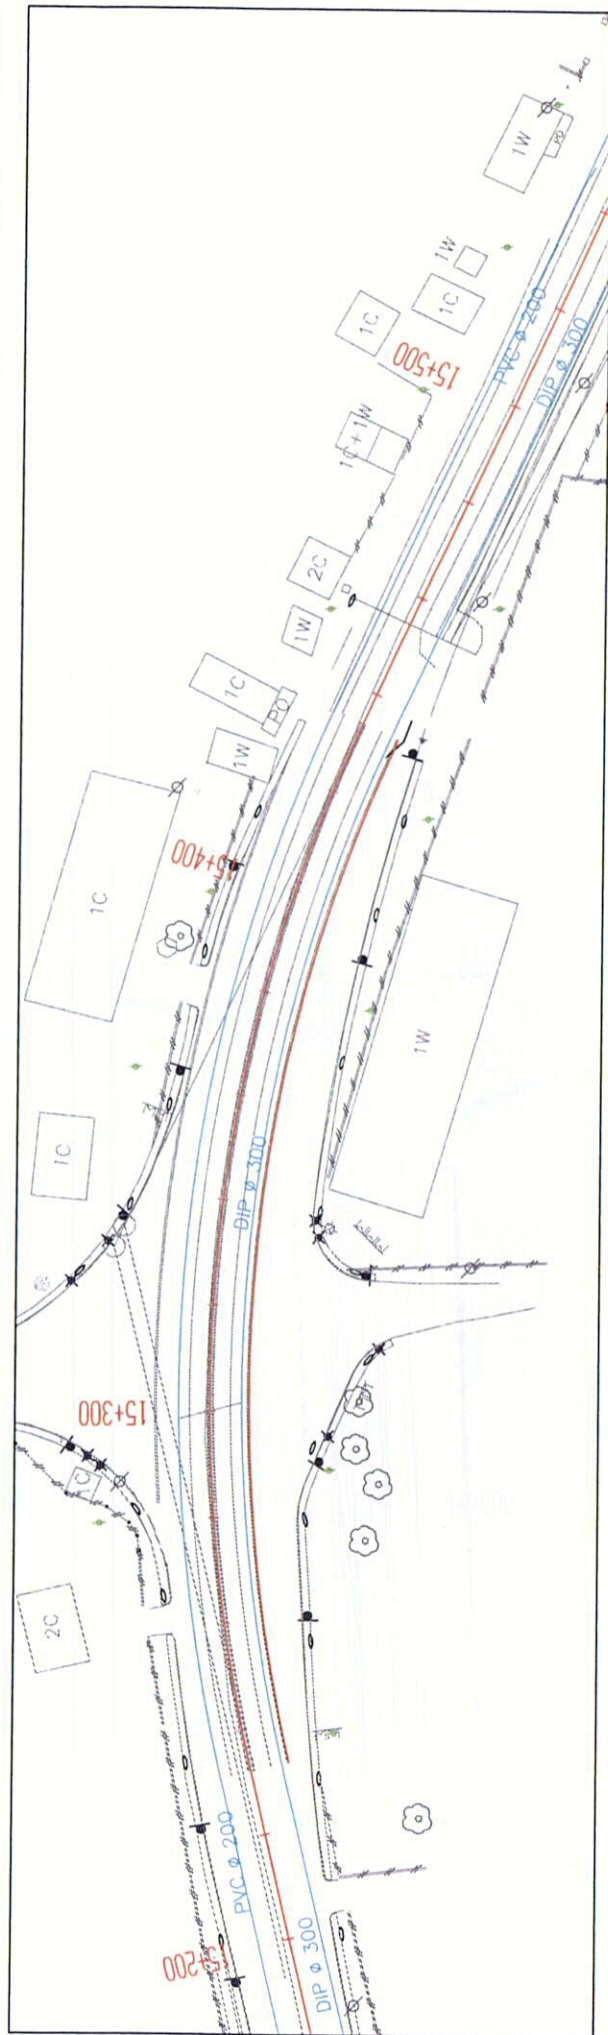 1W
PO
1W
1C
1C
15+500
PVC ø 200
DIP ø 300
1C+1W
2C
1W
1C
PO
1W
15+400
1C
1W
1C
DIP ø 300
15+300
C
2C
PVC ø 200
15+200
DIP ø 300